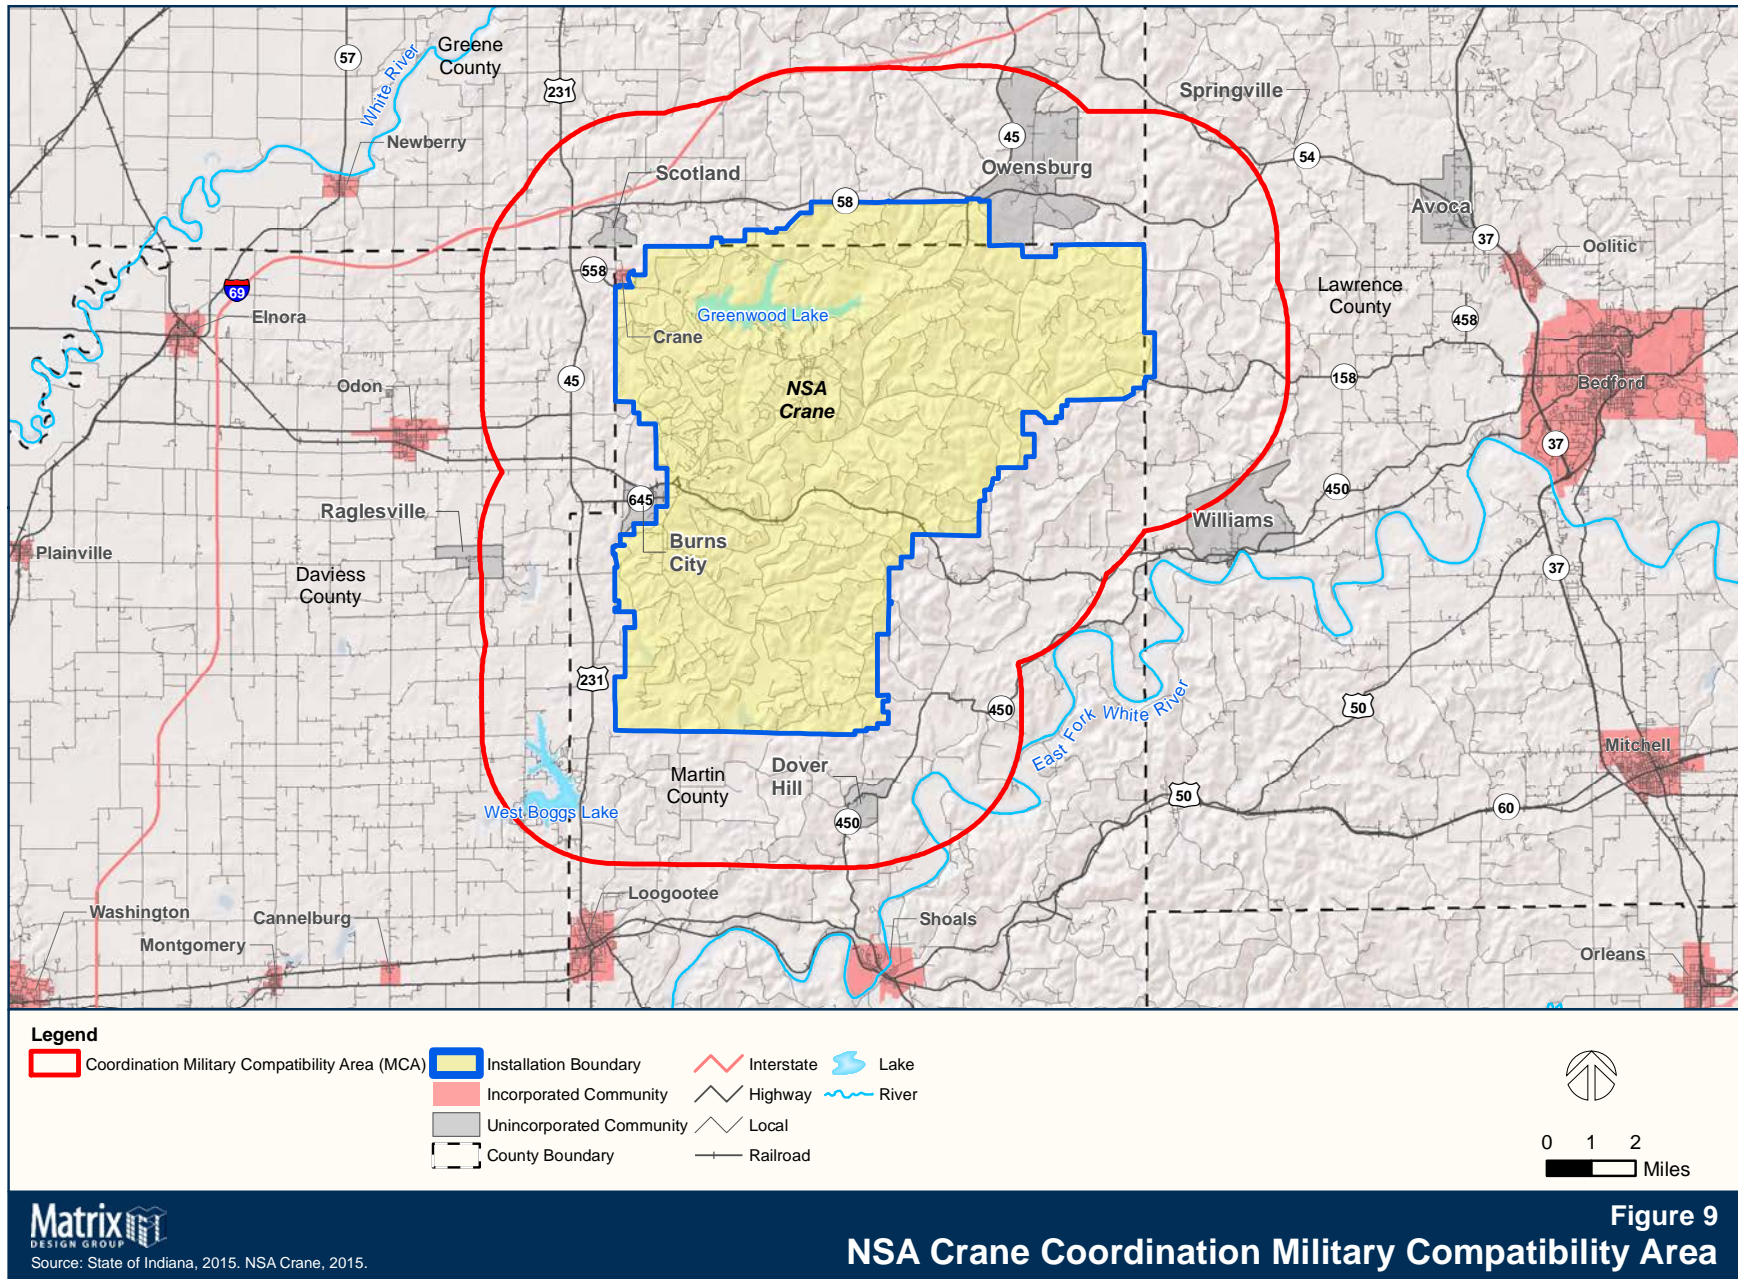 Greene
County
57
White River
231
Springville
Newberry
45
54
Scotland
Owensburg
58
Avoca
37
Oolitic
558
69
Lawrence
County
Greenwood Lake
Elnora
458
Crane
Odon
45
NSA
Crane
158
Bedford
37
645
450
Raglesville
Williams
Burns
City
Plainville
Daviess
County
37
231
450
East Fork White River
50
Mitchell
Martin
County
Dover
Hill
50
60
West Boggs Lake
450
Loogootee
Washington
Cannelburg
Shoals
Montgomery
Orleans
Legend
Coordination Military Compatibility Area (MCA)
Installation Boundary
Interstate
Lake
Incorporated Community
Highway
River
Unincorporated Community
Local
County Boundary
Railroad
0 1 2
Miles
Matrix
DESIGN GROUP
Source: State of Indiana, 2015. NSA Crane, 2015.
Figure 9
NSA Crane Coordination Military Compatibility Area